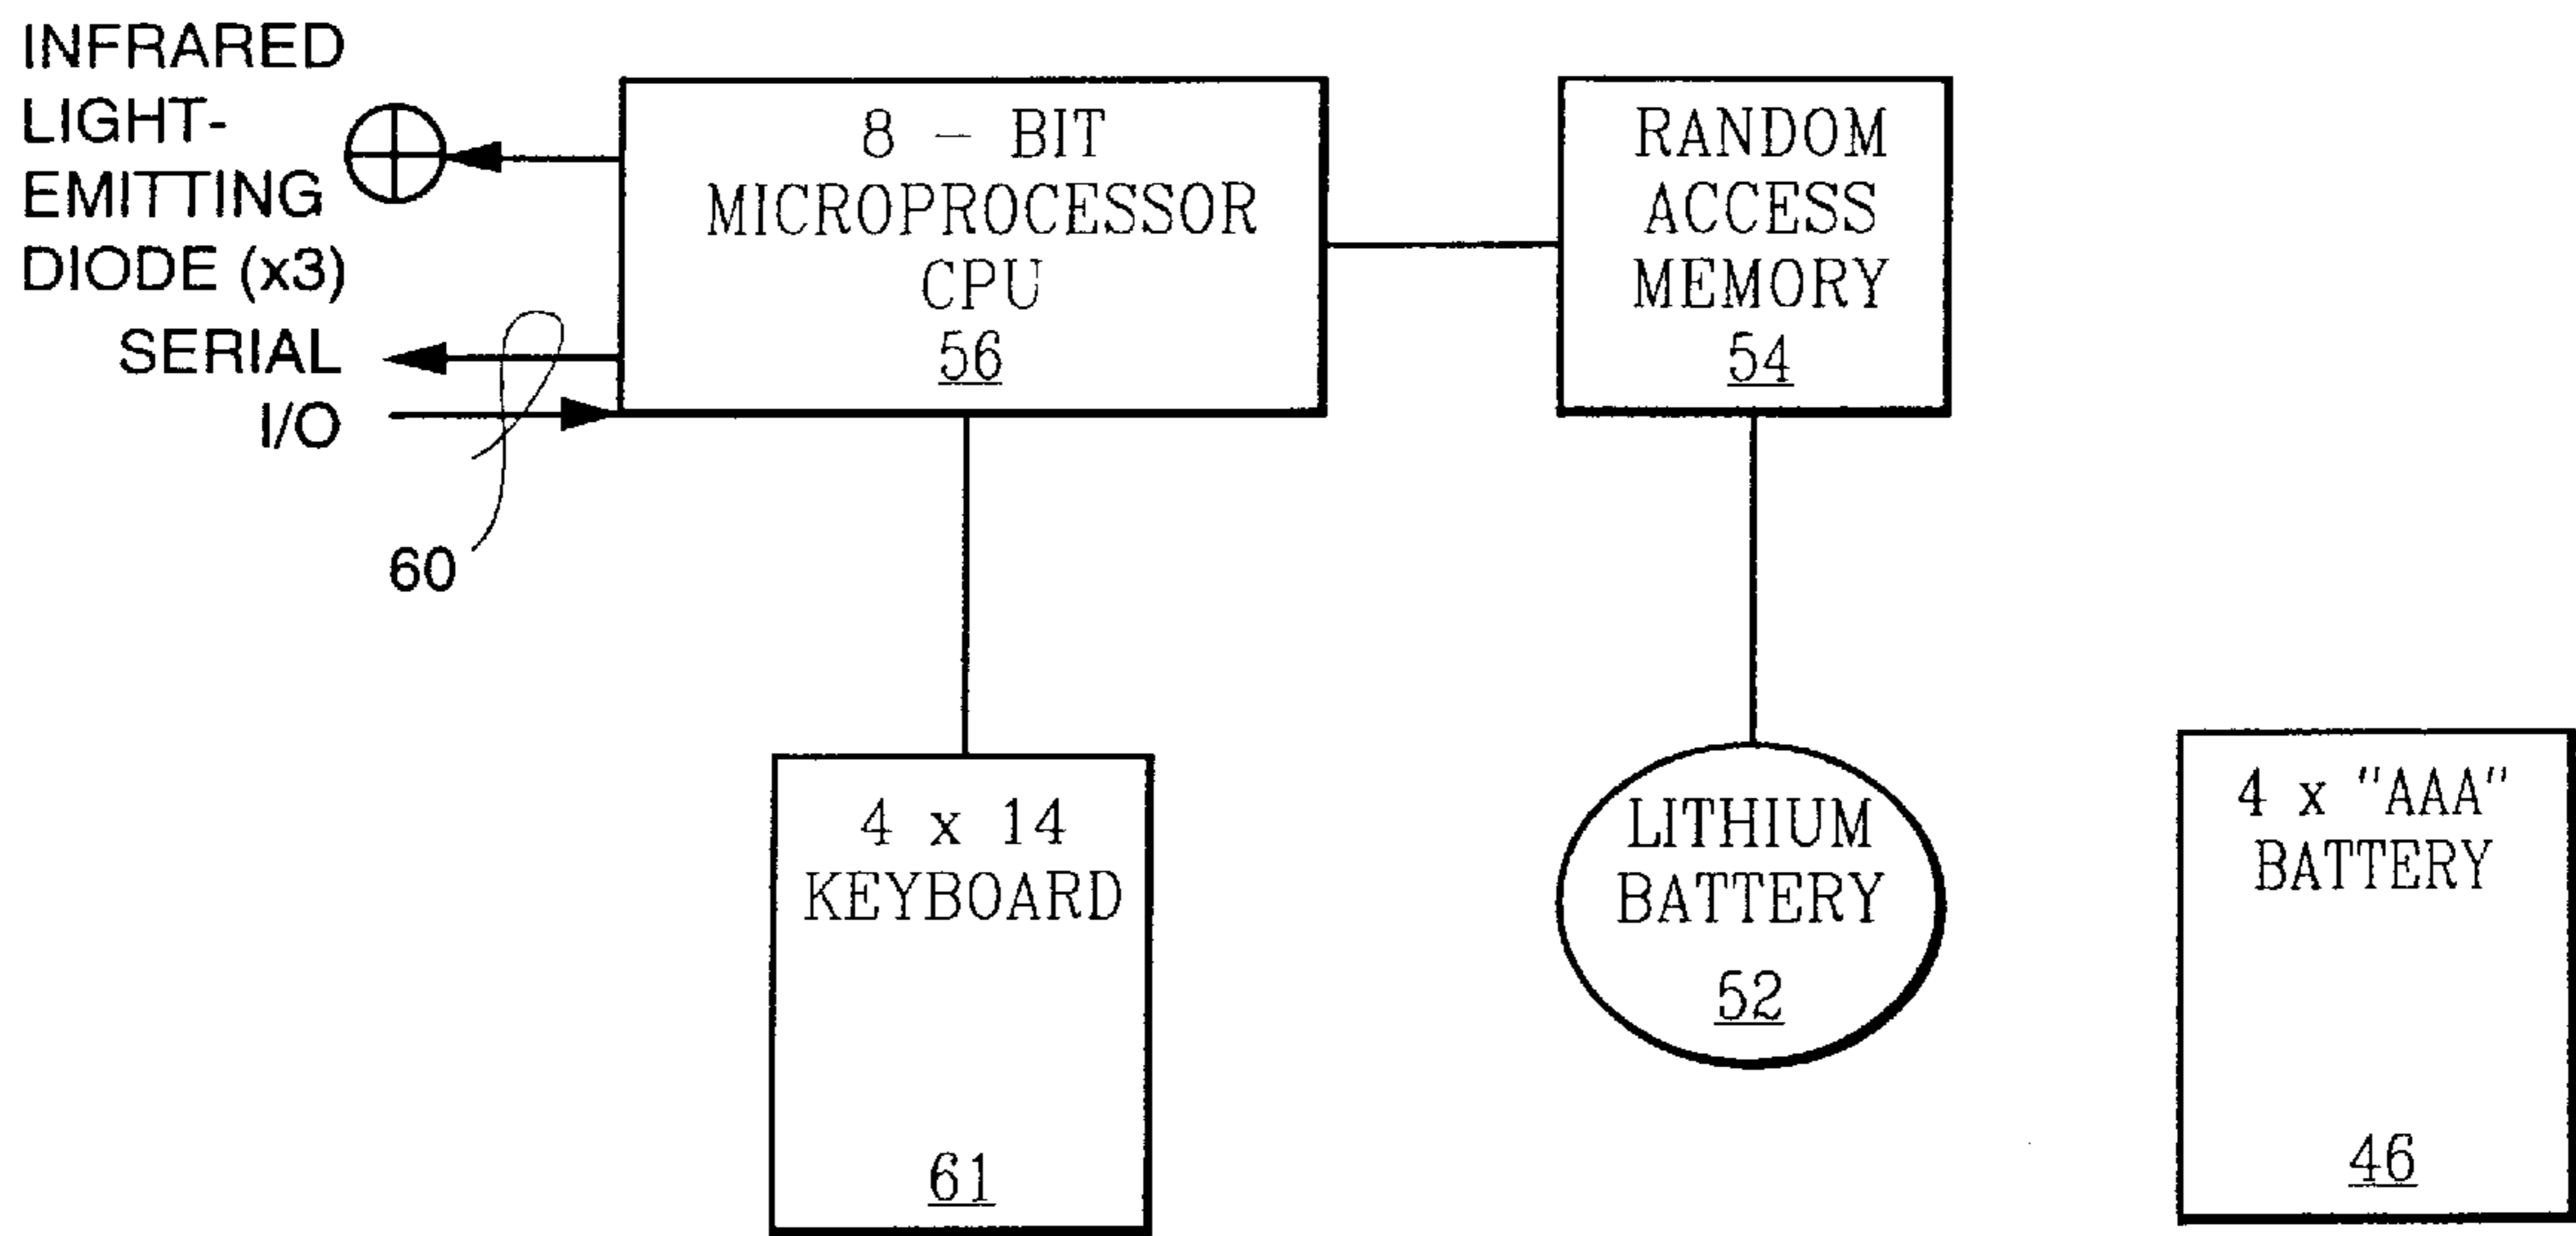 INFRARED
LIGHT-
EMITTING
DIODE (x3)
SERIAL
I/O
60
8 - BIT
MICROPROCESSOR
CPU
56
RANDOM
ACCESS
MEMORY
54
4 x 14
KEYBOARD
61
LITHIUM
BATTERY
52
4 x "AAA"
BATTERY
46